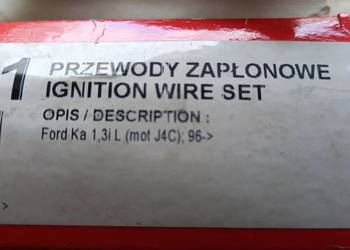 1 PRZEWODY ZAPŁONOWE
IGNITION WIRE SET
OPIS / DESCRIPTION :
Ford Ka 1,3i L (mot J4C); 96->
>